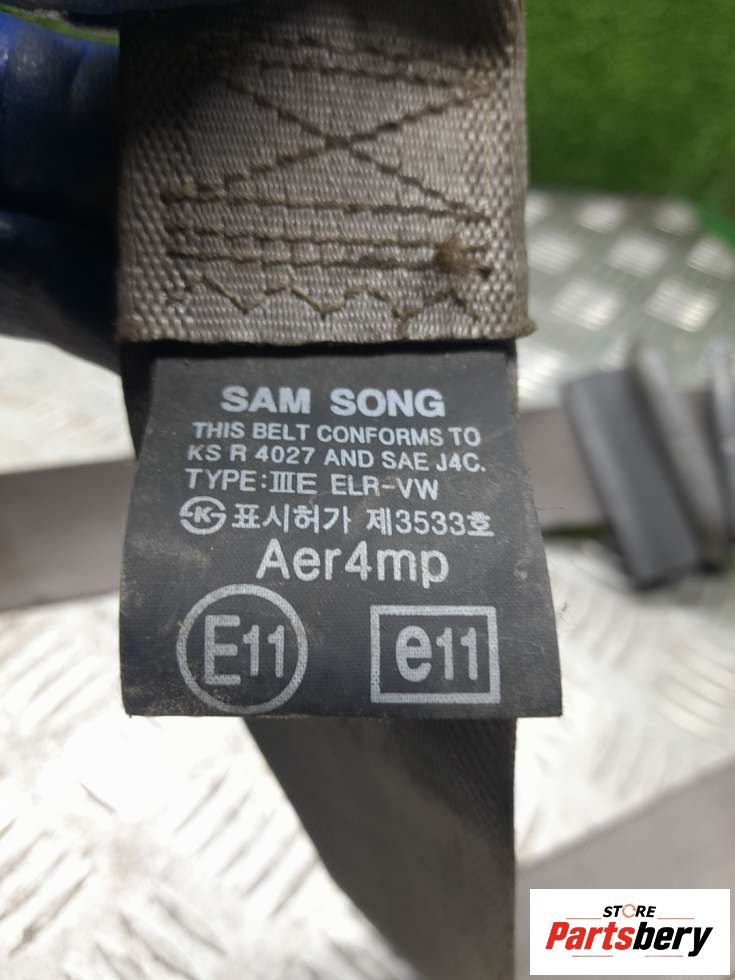 SAM SONG
THIS BELT CONFORMS TO
KS R 4027 AND SAE J4C.
TYPE:ⅢE ELR-VW
K 표시허가 제3533호
Aer4mp
E11 e11
STORE
Partsbery